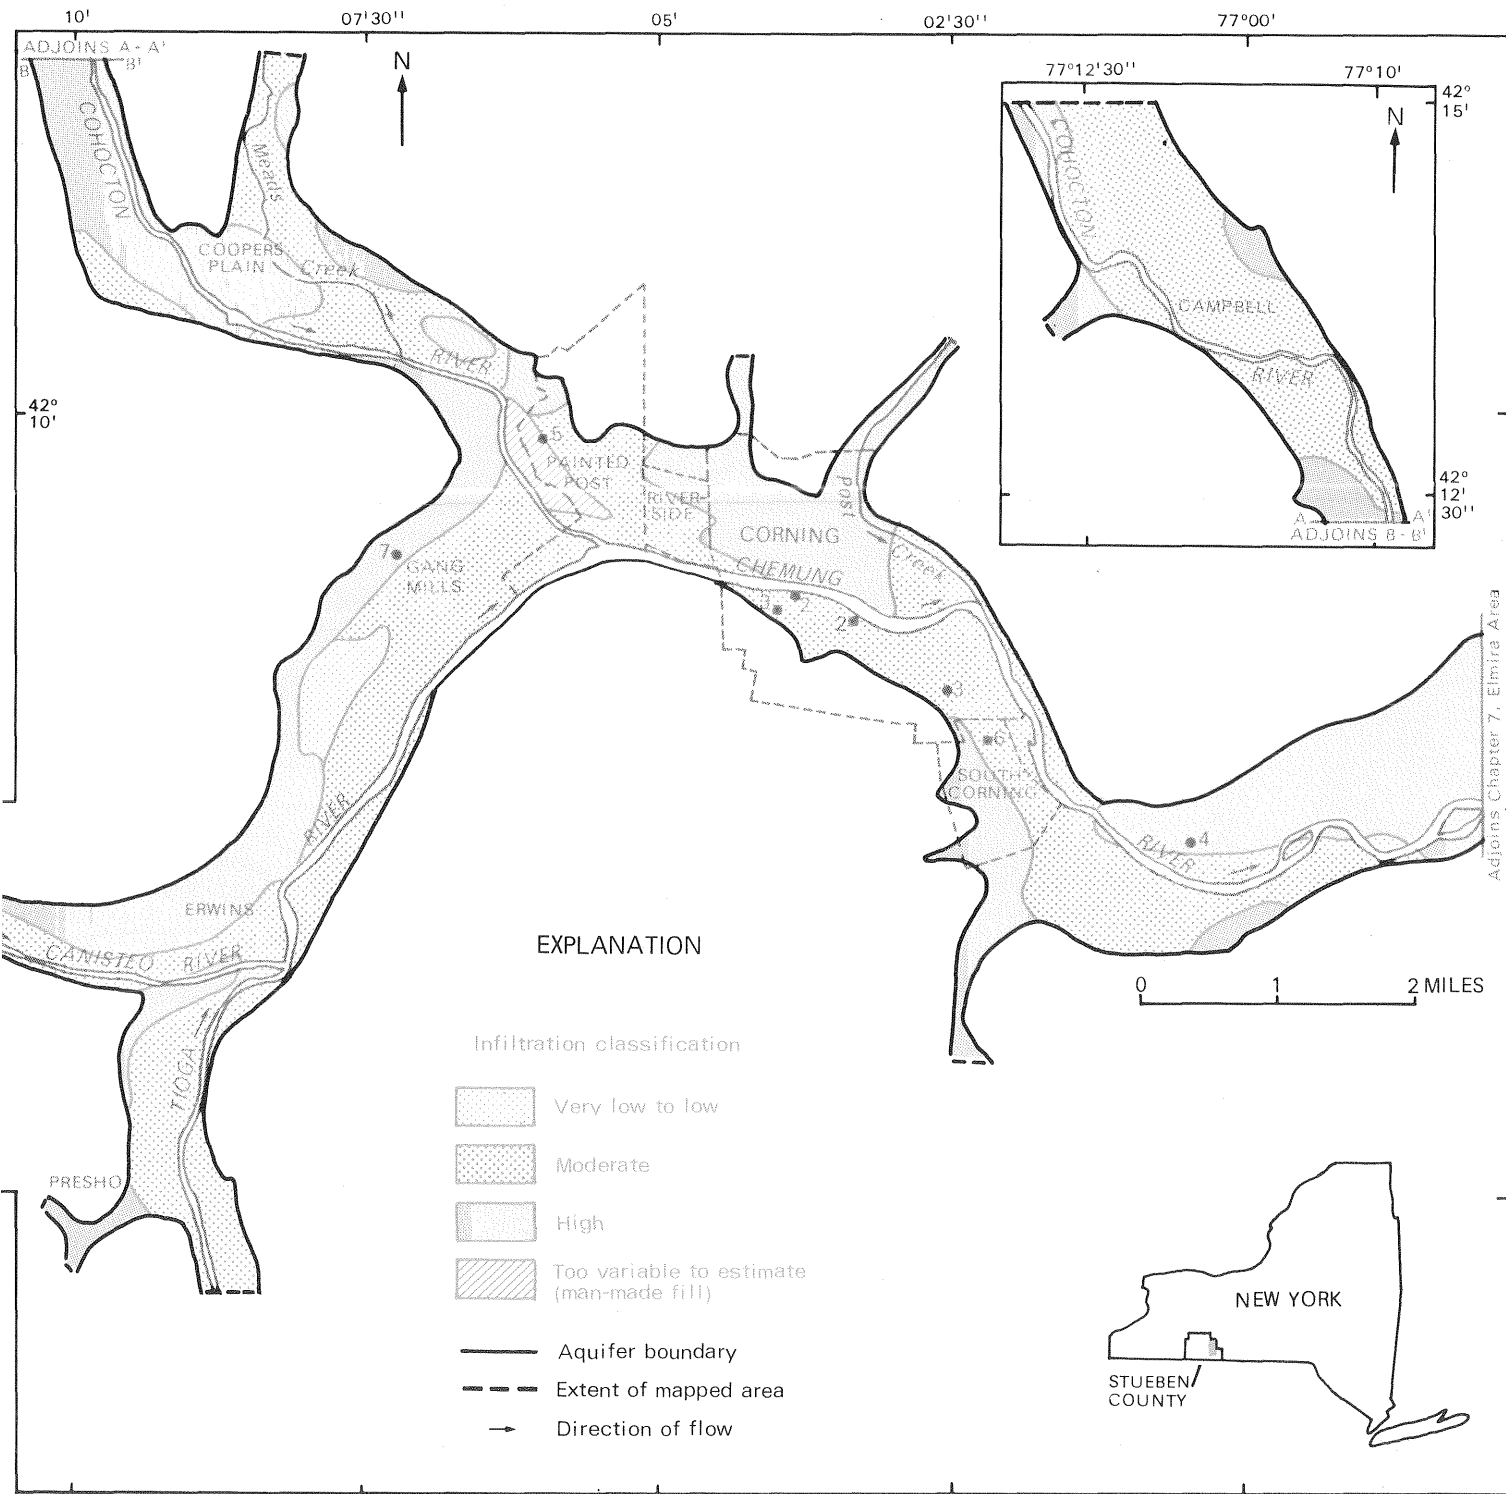 10'
07'30''
05'
02'30''
77°00'
ADJOINS A - A'
B
B'
N
COHOCTON
Meads
COOPERS
PLAIN
Creek
RIVER
42°
10'
5
PAINTED
POST
RIVER-
SIDE
CORNING
CHEMUNG
Post
Creek
7
GANG
MILLS
3
2
2
3
6
SOUTH
CORNING
RIVER
4
RIVER
ERWINS
CANISTEO RIVER
TIOGA
PRESHO
77°12'30''
77°10'
42°
15'
N
COHOCTON
CAMPBELL
RIVER
42°
12'
30''
A
A'
ADJOINS B - B'
Adjoins Chapter 7, Elmira Area
0 1 2 MILES
EXPLANATION
Infiltration classification
Very low to low
Moderate
High
Too variable to estimate
(man-made fill)
Aquifer boundary
Extent of mapped area
Direction of flow
NEW YORK
STUEBEN
COUNTY